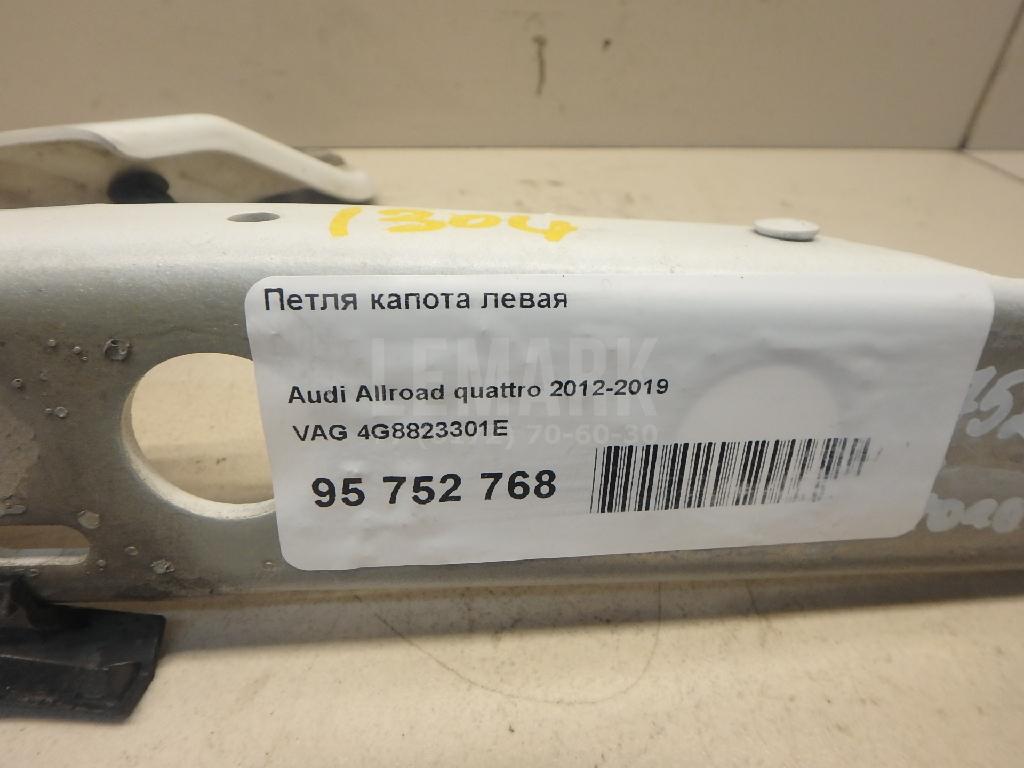 1304
Петля капота левая
LEMARK
Audi Allroad quattro 2012-2019
VAG 4G8823301E
70-60-30
95 752 768